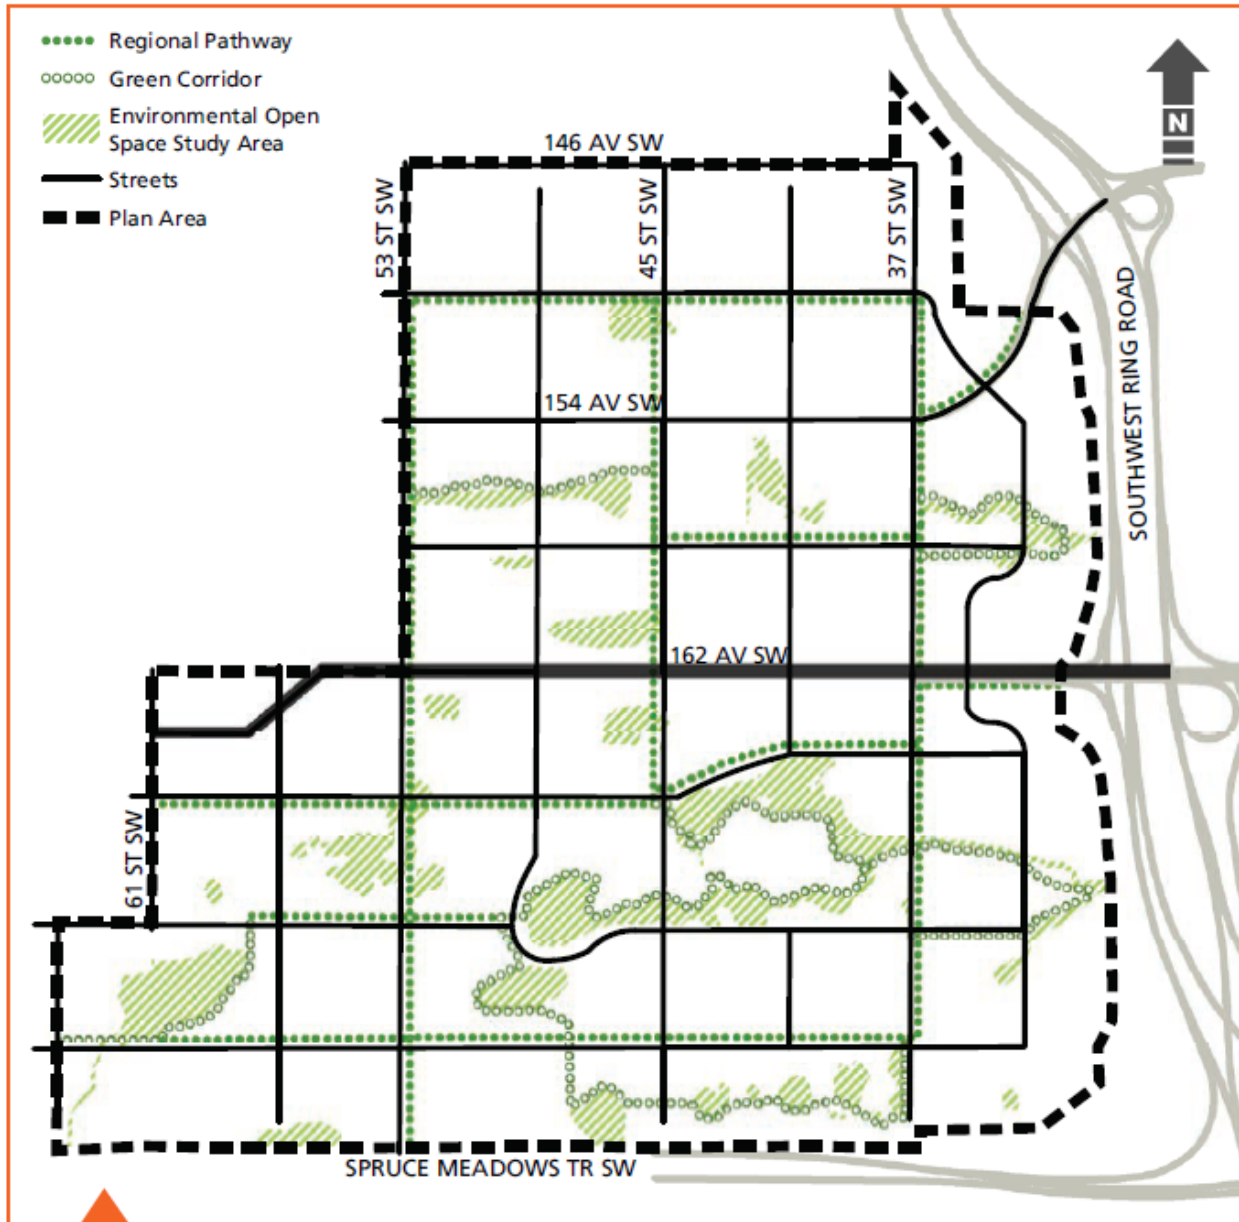 Regional Pathway
Green Corridor
Environmental Open
Space Study Area
Streets
Plan Area
146 AV SW
N
53 ST SW
45 ST SW
37 ST SW
SOUTHWEST RING ROAD
154 AV SW
162 AV SW
61 ST SW
SPRUCE MEADOWS TR SW